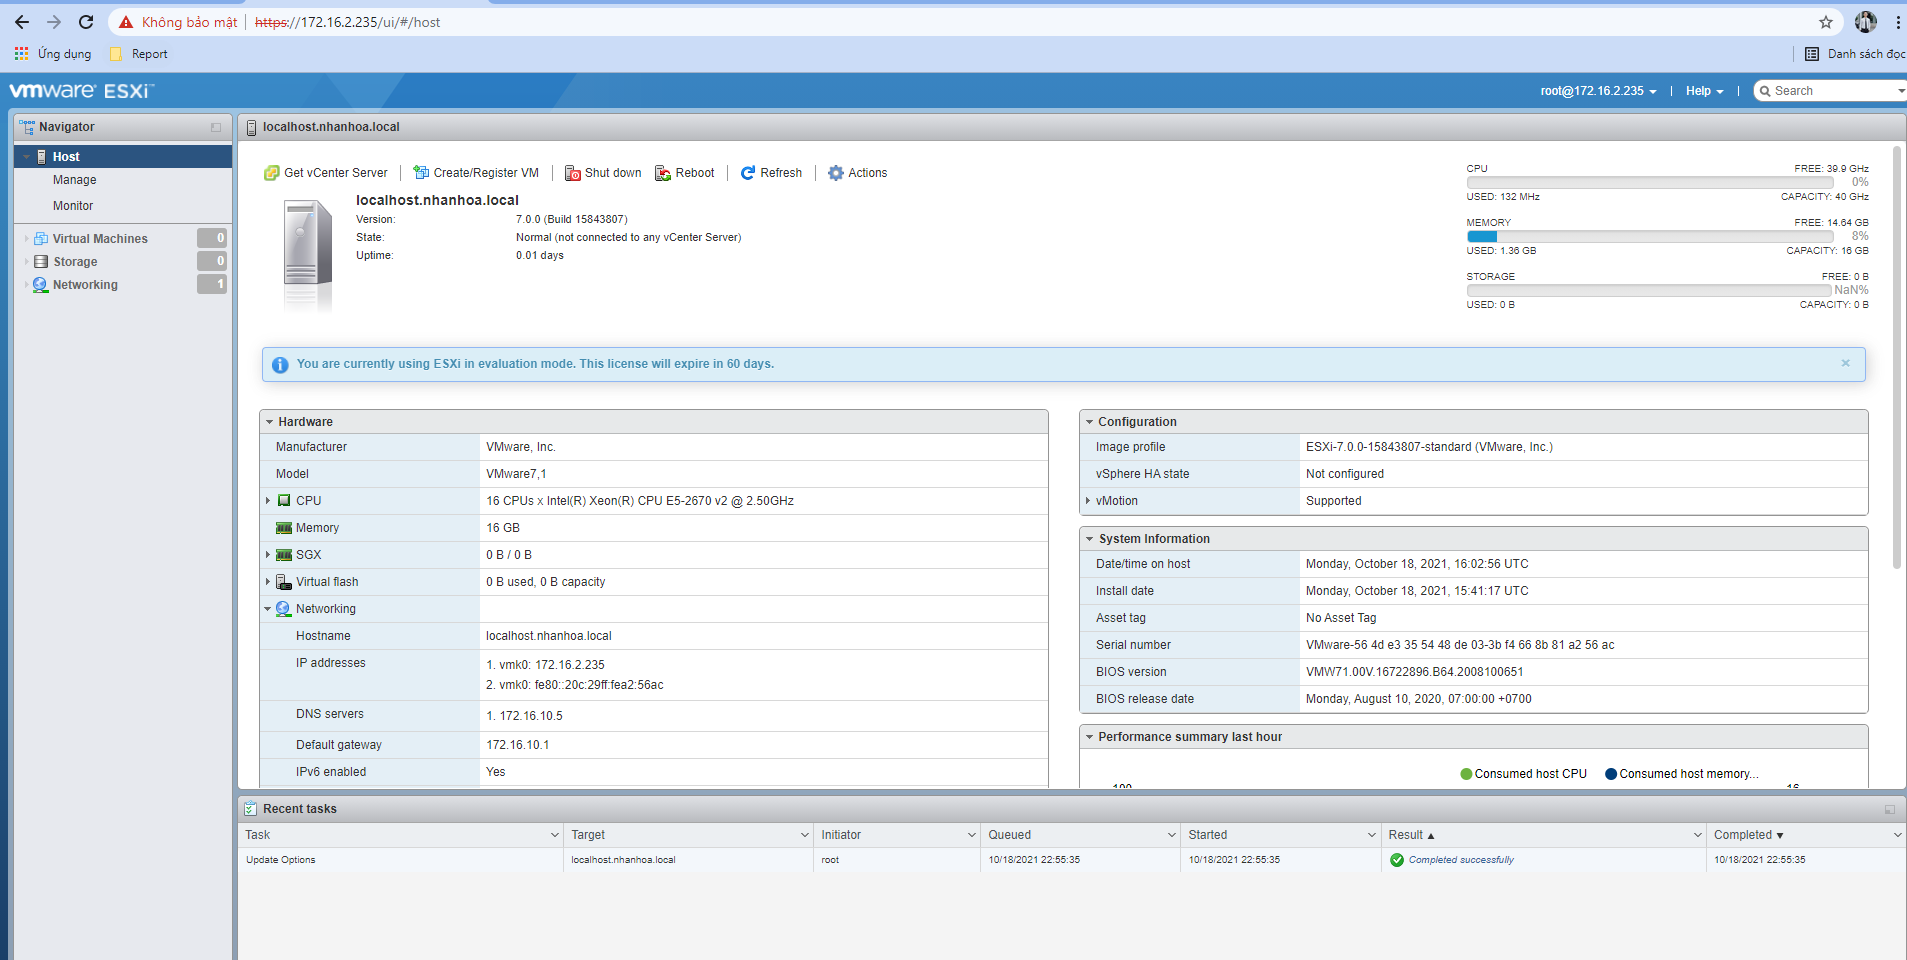 Không bảo mật | https://172.16.2.235/ui/#/host
Ứng dụng Report Danh sách đọc
vmware ESXi™
root@172.16.2.235 | Help | Search
Navigator
Host
Manage
Monitor
Virtual Machines 0
Storage 0
Networking 1
localhost.nhanhoa.local
Get vCenter Server | Create/Register VM | Shut down Reboot | Refresh | Actions
localhost.nhanhoa.local
Version: 7.0.0 (Build 15843807)
State: Normal (not connected to any vCenter Server)
Uptime: 0.01 days
CPU FREE: 39.9 GHz
0%
USED: 132 MHz CAPACITY: 40 GHz
MEMORY FREE: 14.64 GB
8%
USED: 1.36 GB CAPACITY: 16 GB
STORAGE FREE: 0 B
NaN%
USED: 0 B CAPACITY: 0 B
You are currently using ESXi in evaluation mode. This license will expire in 60 days.
Hardware
Manufacturer VMware, Inc.
Model VMware7,1
CPU 16 CPUs x Intel(R) Xeon(R) CPU E5-2670 v2 @ 2.50GHz
Memory 16 GB
SGX 0 B / 0 B
Virtual flash 0 B used, 0 B capacity
Networking
Hostname localhost.nhanhoa.local
IP addresses 1. vmk0: 172.16.2.235
2. vmk0: fe80::20c:29ff:fea2:56ac
DNS servers 1. 172.16.10.5
Default gateway 172.16.10.1
IPv6 enabled Yes
Configuration
Image profile ESXi-7.0.0-15843807-standard (VMware, Inc.)
vSphere HA state Not configured
vMotion Supported
System Information
Date/time on host Monday, October 18, 2021, 16:02:56 UTC
Install date Monday, October 18, 2021, 15:41:17 UTC
Asset tag No Asset Tag
Serial number VMware-56 4d e3 35 54 48 de 03-3b f4 66 8b 81 a2 56 ac
BIOS version VMW71.00V.16722896.B64.2008100651
BIOS release date Monday, August 10, 2020, 07:00:00 +0700
Performance summary last hour
Consumed host CPU Consumed host memory...
100 16
Recent tasks
Task Target Initiator Queued Started Result ▲ Completed ▼
Update Options localhost.nhanhoa.local root 10/18/2021 22:55:35 10/18/2021 22:55:35 Completed successfully 10/18/2021 22:55:35